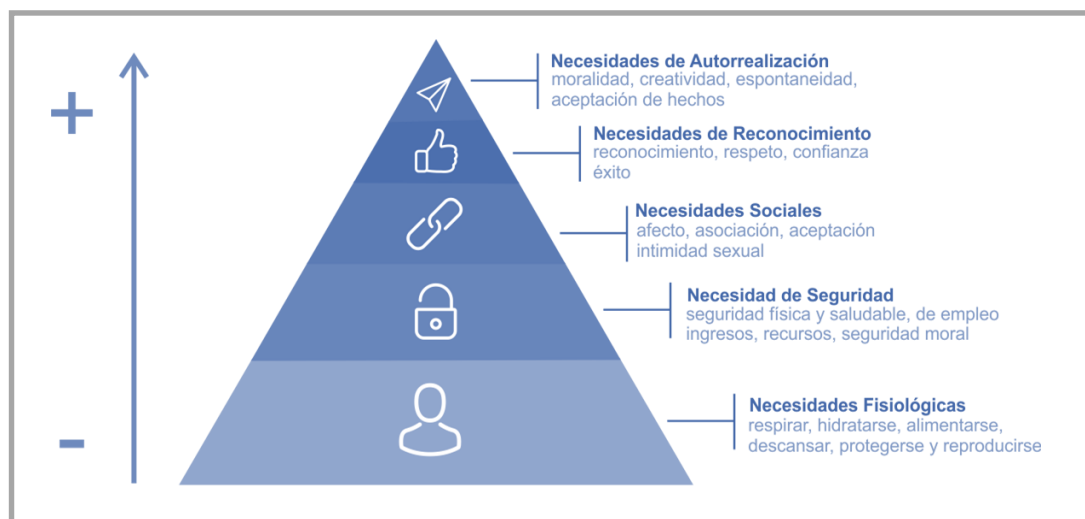 Necesidades de Autorrealización
moralidad, creatividad, espontaneidad,
aceptación de hechos
+
Necesidades de Reconocimiento
reconocimiento, respeto, confianza
éxito
Necesidades Sociales
afecto, asociación, aceptación
intimidad sexual
Necesidad de Seguridad
seguridad física y saludable, de empleo
ingresos, recursos, seguridad moral
Necesidades Fisiológicas
respirar, hidratarse, alimentarse,
descansar, protegerse y reproducirse
-